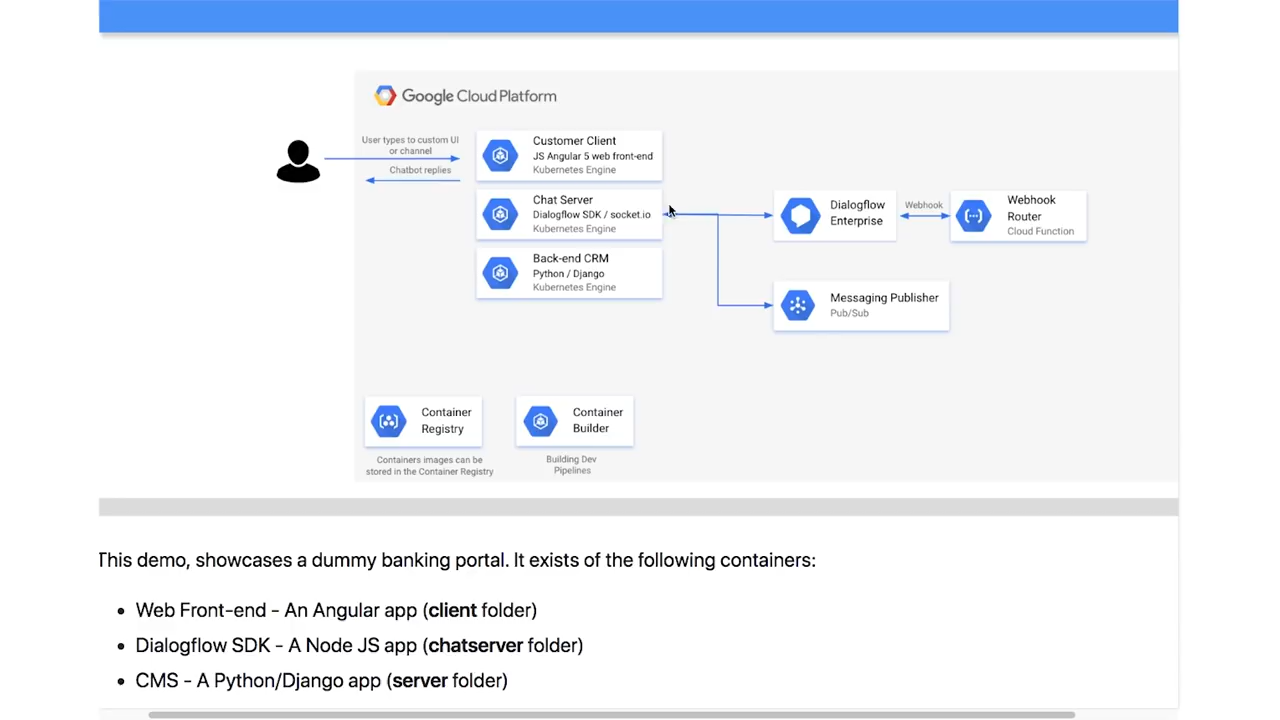 Google Cloud Platform
User types to custom UI
or channel
Chatbot replies
Customer Client
JS Angular 5 web front-end
Kubernetes Engine
Chat Server
Dialogflow SDK / socket.io
Kubernetes Engine
Back-end CRM
Python / Django
Kubernetes Engine
Dialogflow
Enterprise
Webhook
Webhook
Router
Cloud Function
Messaging Publisher
Pub/Sub
Container
Registry
Containers images can be
stored in the Container Registry
Container
Builder
Building Dev
Pipelines
This demo, showcases a dummy banking portal. It exists of the following containers:
• Web Front-end - An Angular app (client folder)
• Dialogflow SDK - A Node JS app (chatserver folder)
• CMS - A Python/Django app (server folder)